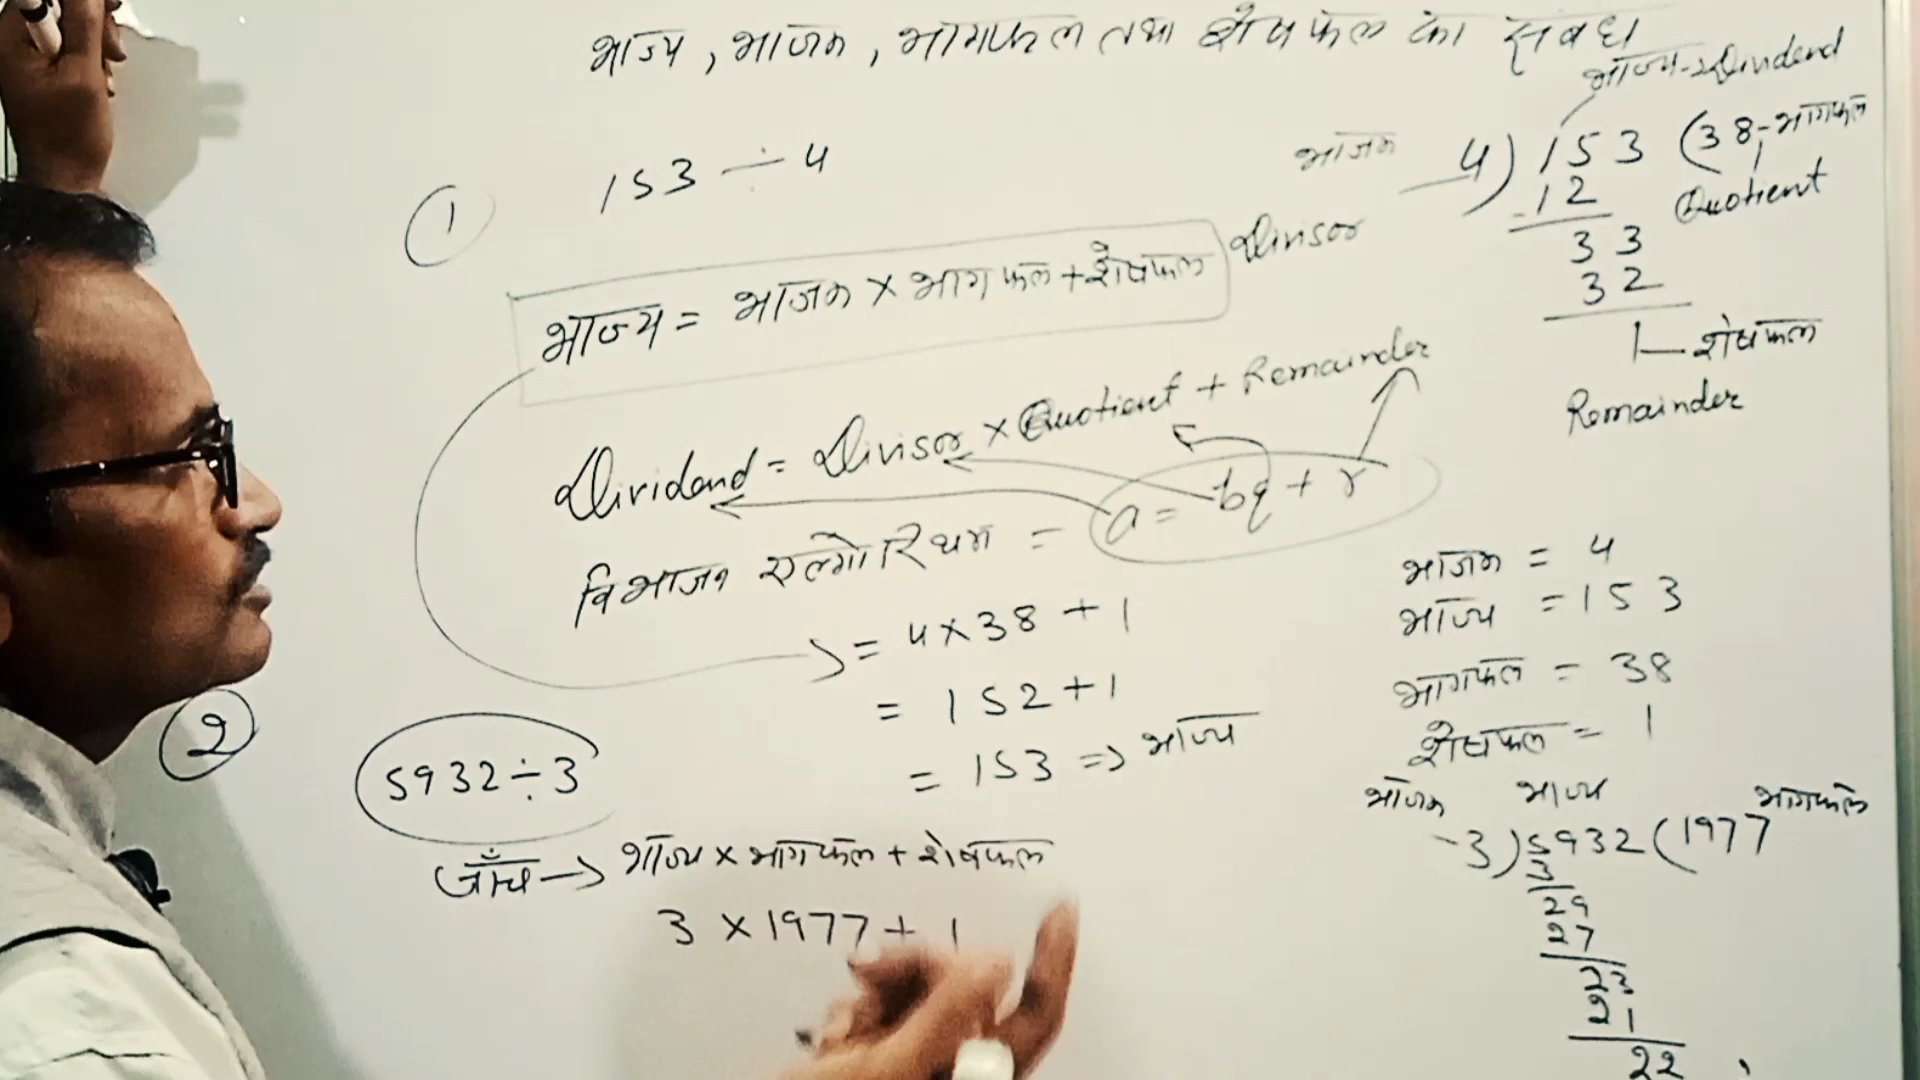 भाज्य, भाजक, भागफल तथा शेषफल का संबंध
① 153 ÷ 4
भाज्य = भाजक × भागफल + शेषफल
Dividend = Divisor × Quotient + Remainder
विभाजन एल्गोरिथम = a = bq + r
= 4 × 38 + 1
= 152 + 1
= 153 => भाज्य
भाज्य - Dividend
भाजक 4) 153 (38 - भागफल
Divisor
Quotient
- 12
33
32
1 - शेषफल
Remainder
भाजक = 4
भाज्य = 153
भागफल = 38
शेषफल = 1
②
5932 ÷ 3
जाँच → भाज्य × भागफल + शेषफल
3 × 1977 + 1
भाजक भाज्य भागफल
3) 5932 (1977
3
29
27
23
21
22